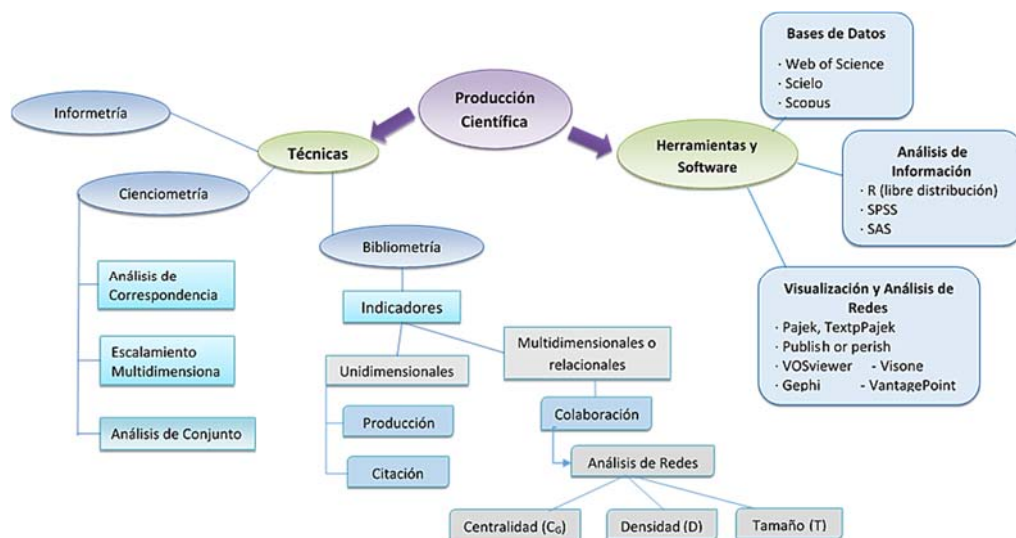 Producción
Científica
Técnicas
Informetría
Cienciometría
Análisis de
Correspondencia
Escalamiento
Multidimensiona
Análisis de Conjunto
Bibliometría
Indicadores
Unidimensionales
Producción
Citación
Multidimensionales o
relacionales
Colaboración
Análisis de Redes
Centralidad (CG)
Densidad (D)
Tamaño (T)
Herramientas y
Software
Bases de Datos
· Web of Science
· Scielo
· Scopus
Análisis de
Información
· R (libre distribución)
· SPSS
· SAS
Visualización y Análisis de
Redes
· Pajek, TextpPajek
· Publish or perish
· VOSviewer - Visone
· Gephi - VantagePoint